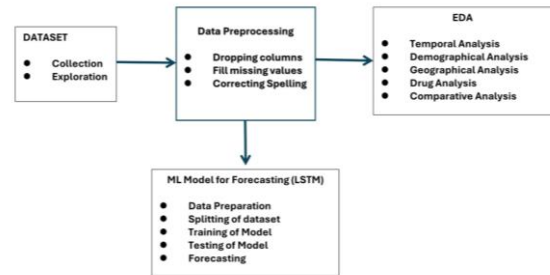 DATASET
Collection
Exploration
Data Preprocessing
Dropping columns
Fill missing values
Correcting Spelling
EDA
Temporal Analysis
Demographical Analysis
Geographical Analysis
Drug Analysis
Comparative Analysis
ML Model for Forecasting (LSTM)
Data Preparation
Splitting of dataset
Training of Model
Testing of Model
Forecasting